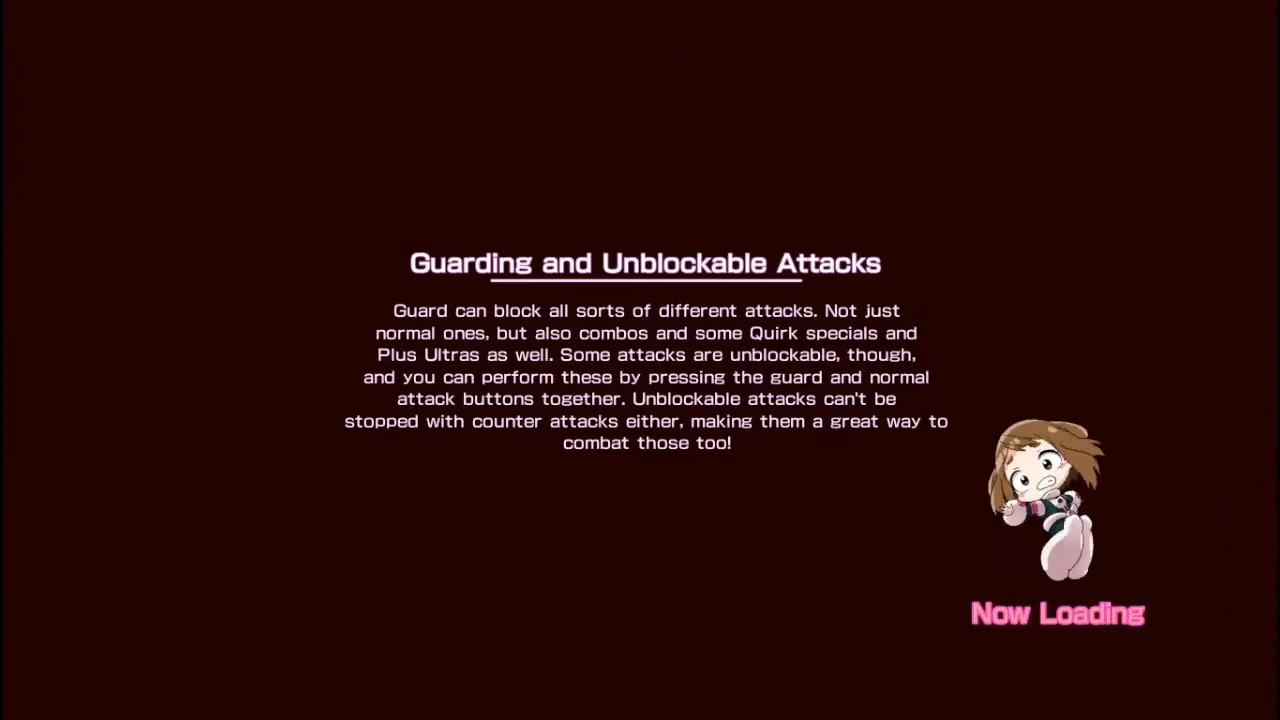 Guarding and Unblockable Attacks
Guard can block all sorts of different attacks. Not just
normal ones, but also combos and some Quirk specials and
Plus Ultras as well. Some attacks are unblockable, though,
and you can perform these by pressing the guard and normal
attack buttons together. Unblockable attacks can't be
stopped with counter attacks either, making them a great way to
combat those too!
Now Loading